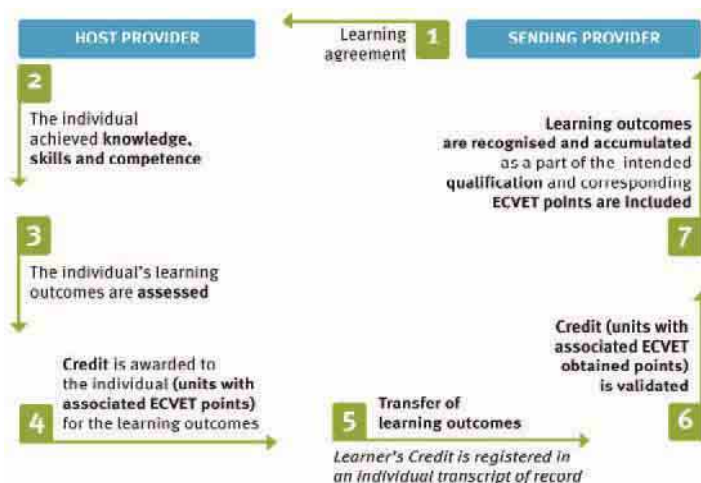 HOST PROVIDER
Learning
agreement
1
SENDING PROVIDER
2
The individual
achieved knowledge,
skills and competence
3
The individual's learning
outcomes are assessed
Credit is awarded to
the individual (units with
associated ECVET points)
for the learning outcomes
4
5
Transfer of
learning outcomes
Learner's Credit is registered in
an individual transcript of record
Credit (units with
associated ECVET
obtained points)
is validated
6
Learning outcomes
are recognised and accumulated
as a part of the intended
qualification and corresponding
ECVET points are included
7